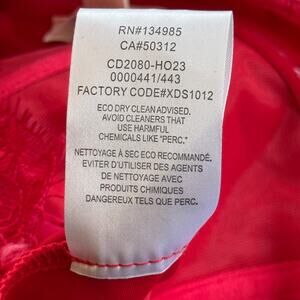 RN#134985
CA#50312
CD2080-HO23
0000441/443
FACTORY CODE#XDS1012
ECO DRY CLEAN ADVISED.
AVOID CLEANERS THAT
USE HARMFUL
CHEMICALS LIKE "PERC."
NETTOYAGE À SEC ECO RECOMMANDÉ.
EVITER D'UTILISER DES AGENTS
DE NETTOYAGE AVEC
PRODUITS CHIMIQUES
DANGEREUX TELS QUE PERC.